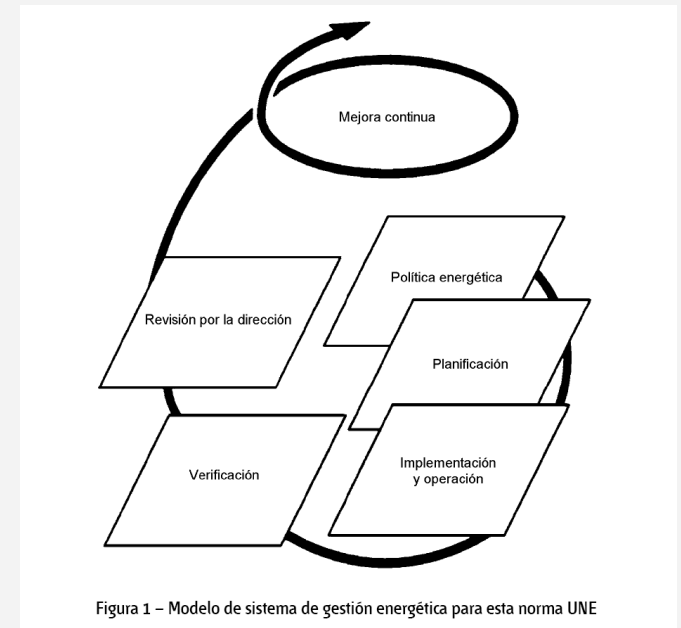 Mejora continua
Política energética
Revisión por la dirección
Planificación
Implementación
y operación
Verificación
Figura 1 – Modelo de sistema de gestión energética para esta norma UNE